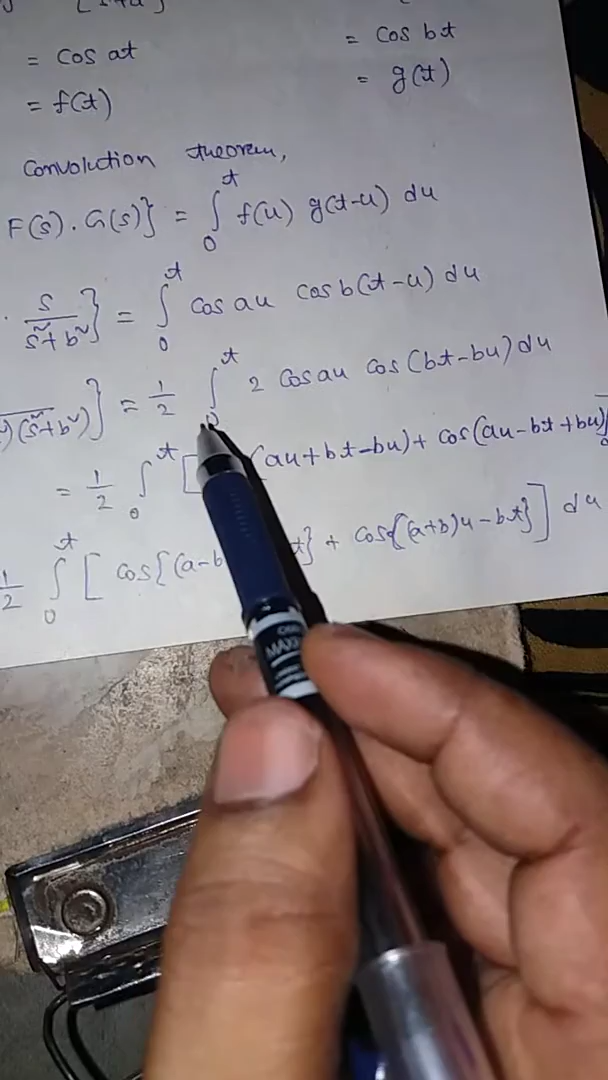 = cos at = cos bt
= f(t) = g(t)
Convolution theorem,
F(s). G(s)} = ∫₀ᵗ f(u) g(t-u) du
. s/(s²+b²)} = ∫₀ᵗ cos au cos b(t-u) du
)(s²+b²)} = 1/2 ∫₀ᵗ 2 cos au cos (bt-bu) du
= 1/2 ∫₀ᵗ [ (au+bt-bu) + cos(au-bt+bu)]
1/2 ∫₀ᵗ [ cos{(a-b t} + cos{(a+b)u-bt}] du